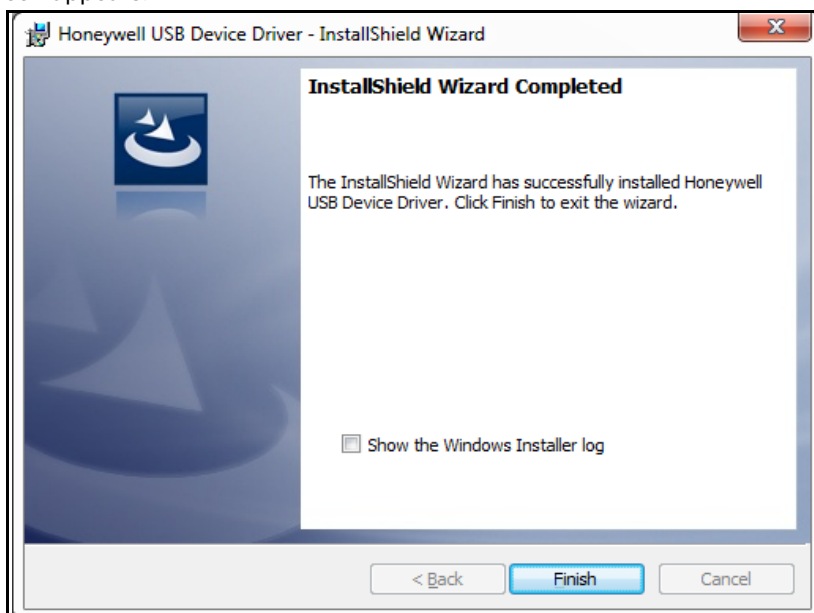 Honeywell USB Device Driver - InstallShield Wizard
InstallShield Wizard Completed
The InstallShield Wizard has successfully installed Honeywell
USB Device Driver. Click Finish to exit the wizard.
Show the Windows Installer log
< Back
Finish
Cancel